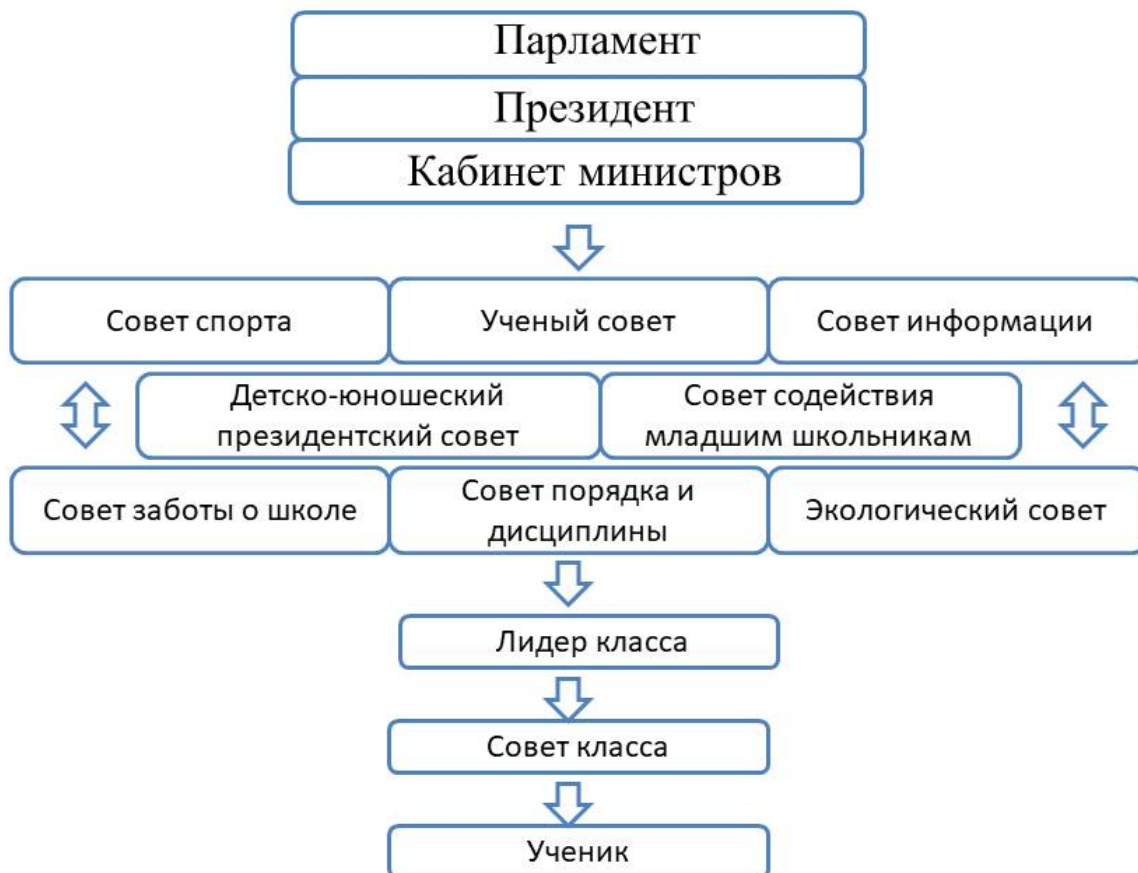 Парламент
Президент
Кабинет министров
Совет спорта
Ученый совет
Совет информации
Детско-юношеский
президентский совет
Совет содействия
младшим школьникам
Совет заботы о школе
Совет порядка и
дисциплины
Экологический совет
Лидер класса
Совет класса
Ученик